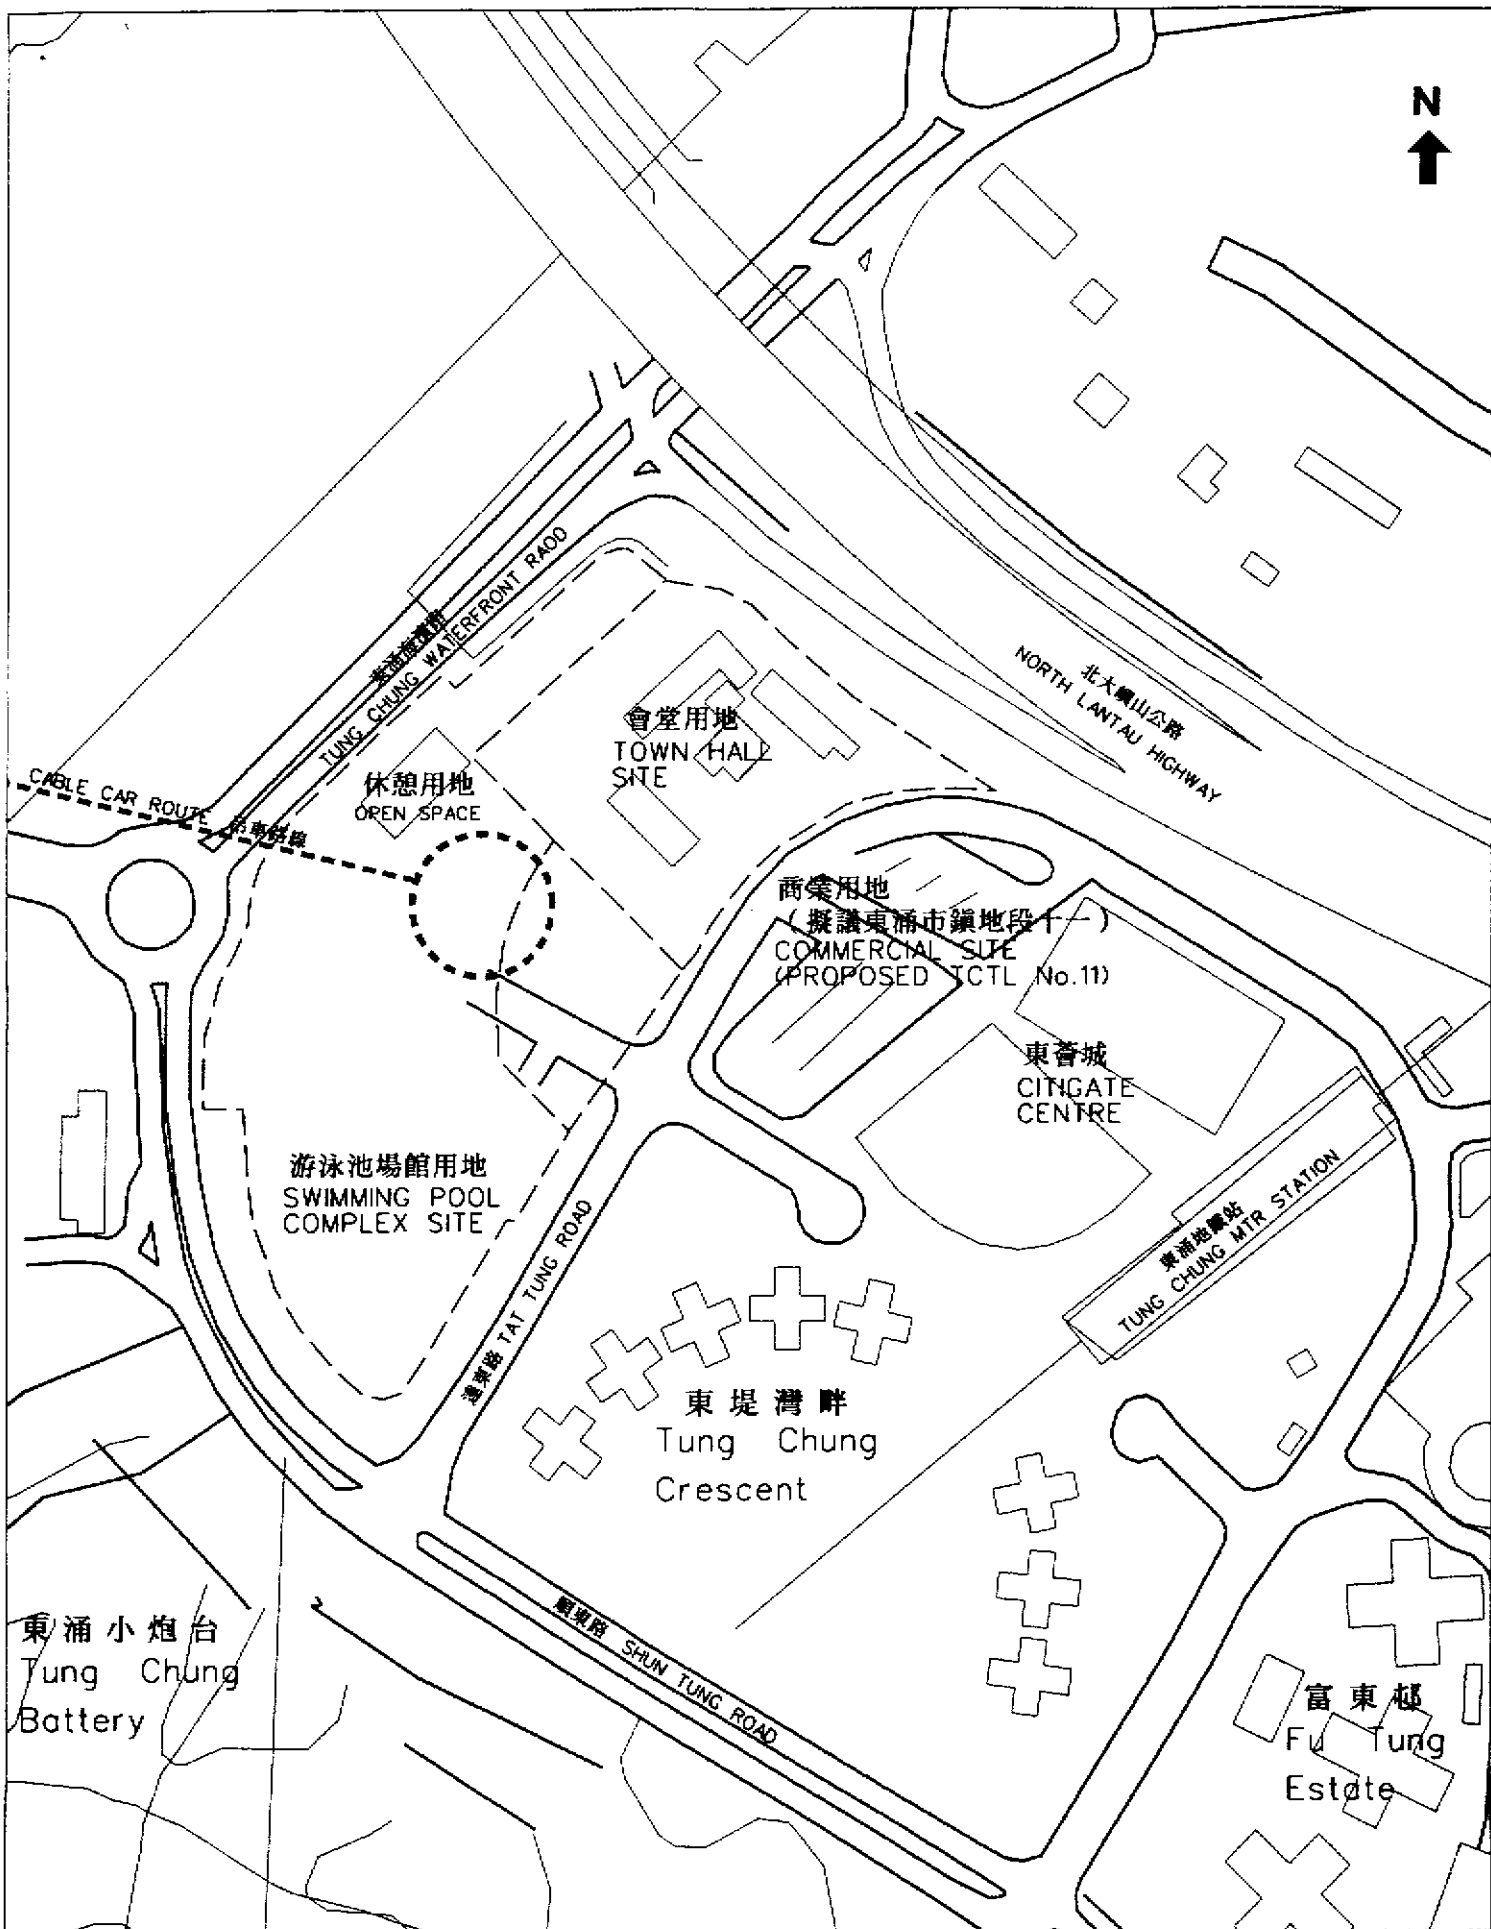 N
北大嶼山公路
NORTH LANTAU HIGHWAY
東涌海濱路
TUNG CHUNG WATERFRONT RAOD
會堂用地
TOWN HALL
SITE
休憩用地
OPEN SPACE
CABLE CAR ROUTE 吊車路線
商業用地
(擬議東涌市鎮地段十一)
COMMERCIAL SITE
(PROPOSED TCTL No.11)
東薈城
CITIGATE
CENTRE
游泳池場館用地
SWIMMING POOL
COMPLEX SITE
東涌地鐵站
TUNG CHUNG MTR STATION
達東路 TAT TUNG ROAD
東堤灣畔
Tung Chung
Crescent
順東路 SHUN TUNG ROAD
東涌小炮台
Tung Chung
Battery
富東邨
Fu Tung
Estate